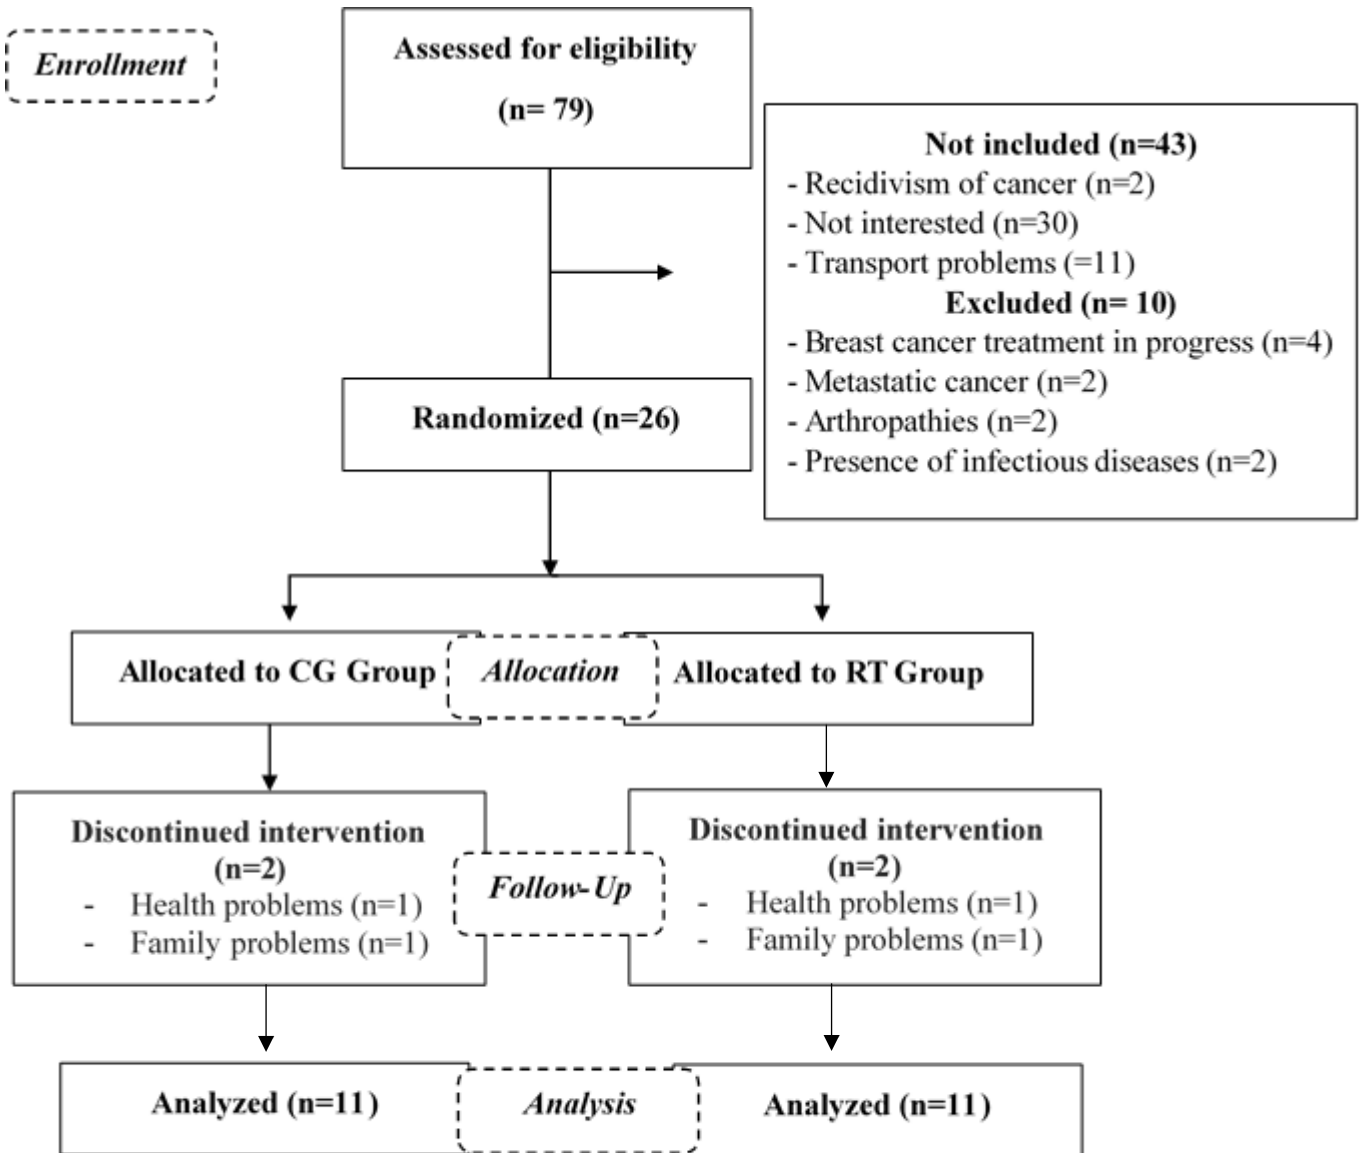 Enrollment
Assessed for eligibility
(n= 79)
Not included (n=43)
- Recidivism of cancer (n=2)
- Not interested (n=30)
- Transport problems (=11)
Excluded (n= 10)
- Breast cancer treatment in progress (n=4)
- Metastatic cancer (n=2)
- Arthropathies (n=2)
- Presence of infectious diseases (n=2)
Randomized (n=26)
Allocated to CG Group
Allocation
Allocated to RT Group
Discontinued intervention
(n=2)
- Health problems (n=1)
- Family problems (n=1)
Follow-Up
Discontinued intervention
(n=2)
- Health problems (n=1)
- Family problems (n=1)
Analyzed (n=11)
Analysis
Analyzed (n=11)